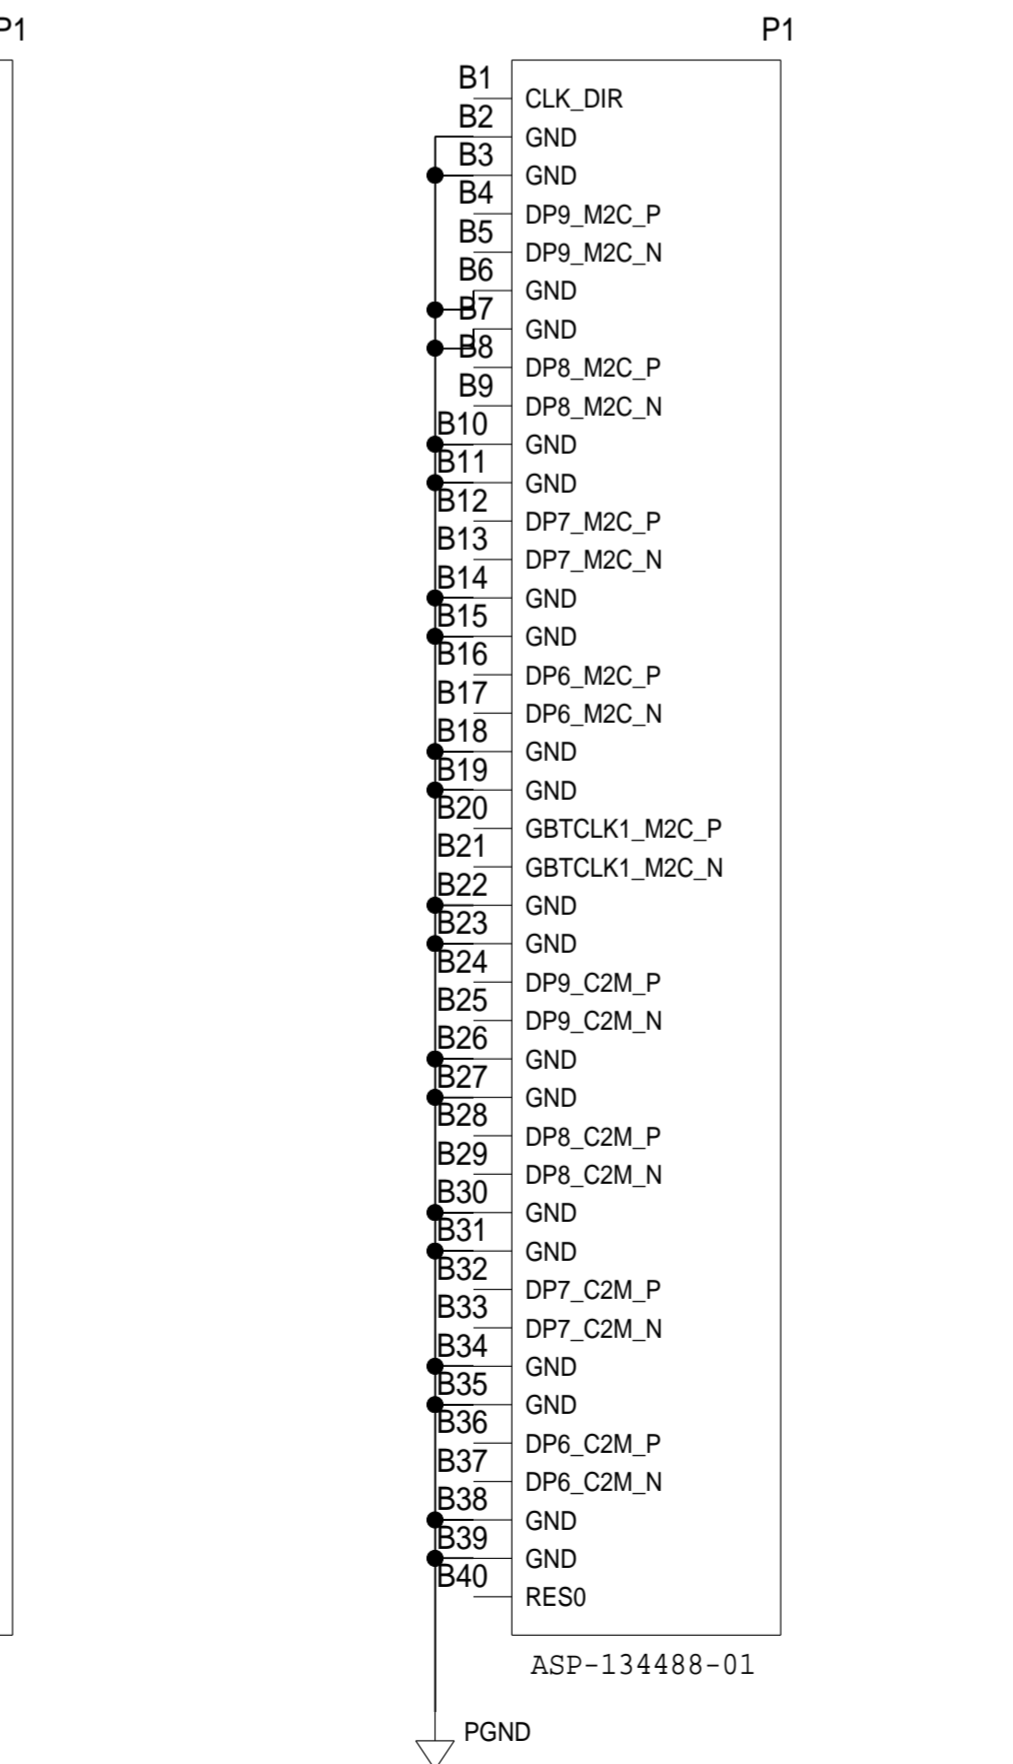 P1
P1
B1
CLK_DIR
B2
GND
B3
GND
B4
DP9_M2C_P
B5
DP9_M2C_N
B6
GND
B7
GND
B8
DP8_M2C_P
B9
DP8_M2C_N
B10
GND
B11
GND
B12
DP7_M2C_P
B13
DP7_M2C_N
B14
GND
B15
GND
B16
DP6_M2C_P
B17
DP6_M2C_N
B18
GND
B19
GND
B20
GBTCLK1_M2C_P
B21
GBTCLK1_M2C_N
B22
GND
B23
GND
B24
DP9_C2M_P
B25
DP9_C2M_N
B26
GND
B27
GND
B28
DP8_C2M_P
B29
DP8_C2M_N
B30
GND
B31
GND
B32
DP7_C2M_P
B33
DP7_C2M_N
B34
GND
B35
GND
B36
DP6_C2M_P
B37
DP6_C2M_N
B38
GND
B39
GND
B40
RES0
ASP-134488-01
PGND